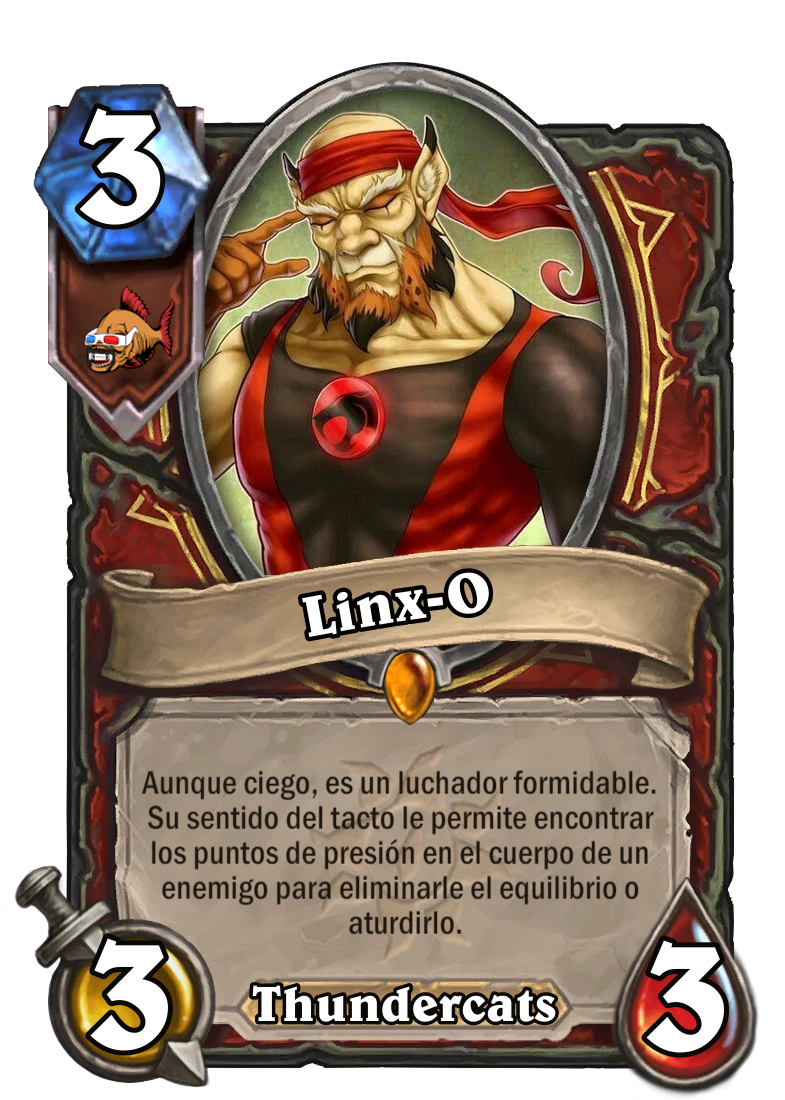 3
Linx-O
Aunque ciego, es un luchador formidable.
Su sentido del tacto le permite encontrar
los puntos de presión en el cuerpo de un
enemigo para eliminarle el equilibrio o
aturdirlo.
3
Thundercats
3